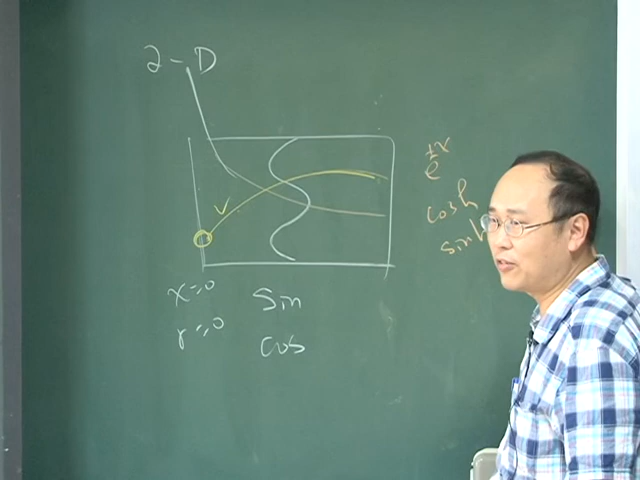 2-D
e^±x
cosh
sinh
x=0 sin
r=0 cos